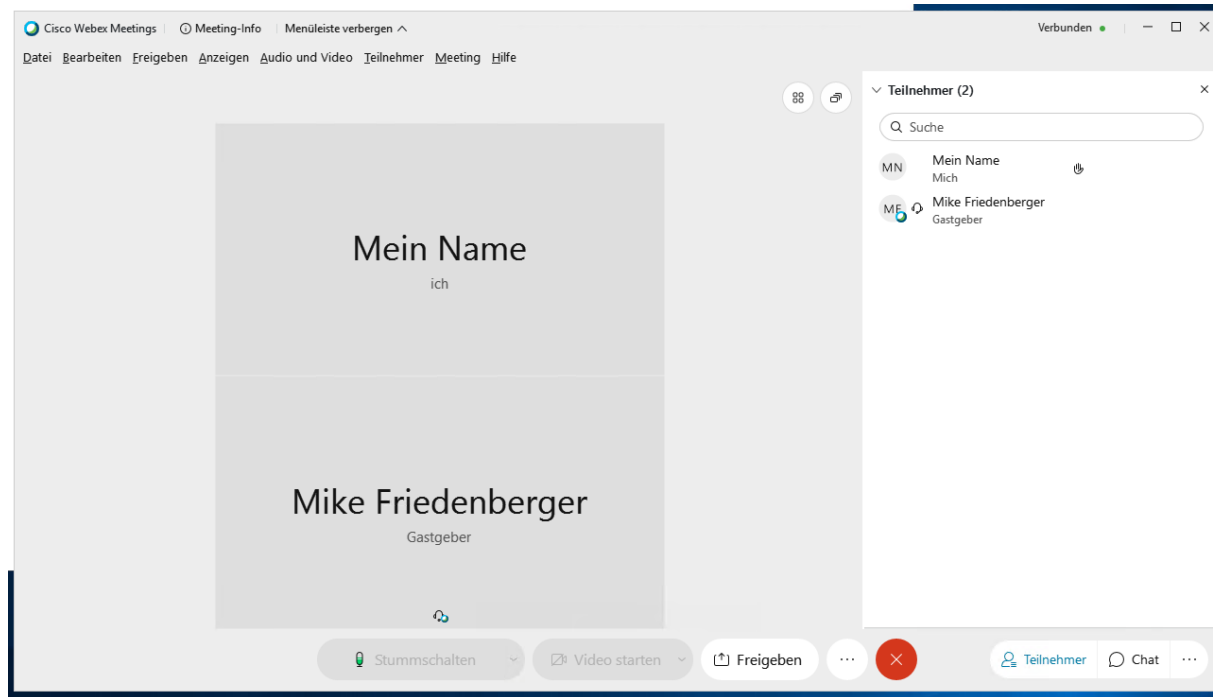 Cisco Webex Meetings Meeting-Info Menüleiste verbergen Verbunden
Datei Bearbeiten Freigeben Anzeigen Audio und Video Teilnehmer Meeting Hilfe
Teilnehmer (2)
Suche
MN Mein Name
Mich
MF Mike Friedenberger
Gastgeber
Mein Name
ich
Mike Friedenberger
Gastgeber
Stummschalten Video starten Freigeben ... Teilnehmer Chat ...